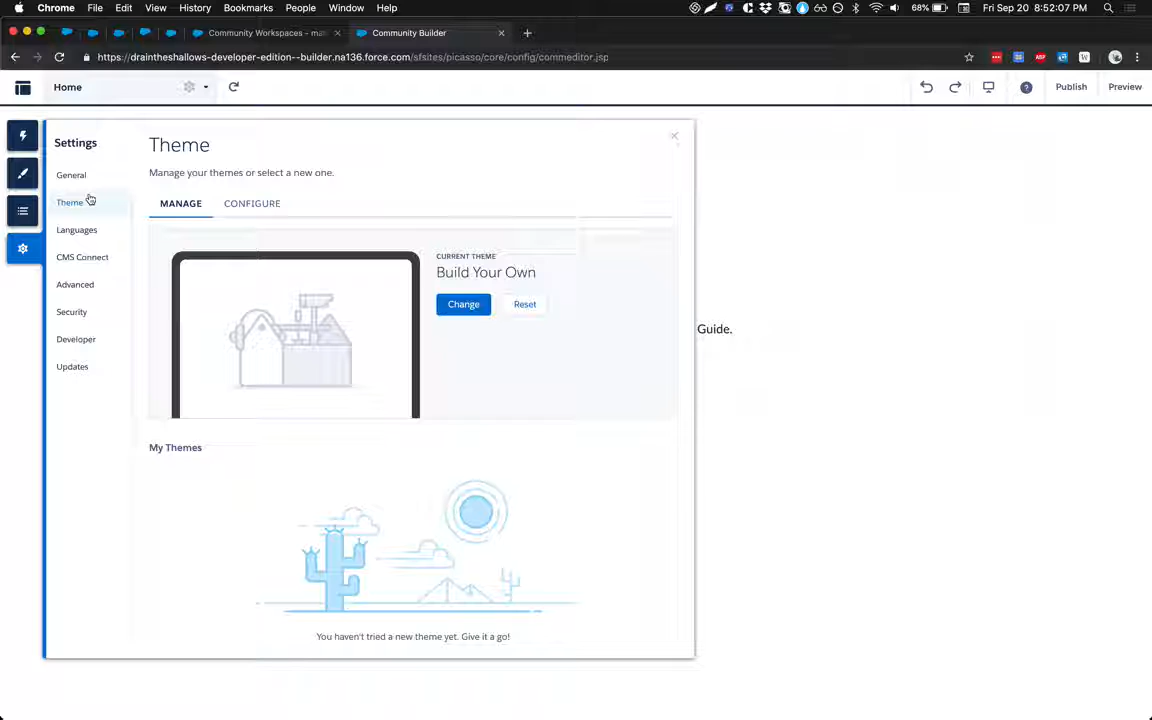 Chrome File Edit View History Bookmarks People Window Help 68% Fri Sep 20 8:52:07 PM
Community Workspaces - ma Community Builder
https://draintheshallows-developer-edition--builder.na136.force.com/sfsites/picasso/core/config/commeditor.jsp
Home Publish Preview
Settings
General
Theme
Languages
CMS Connect
Advanced
Security
Developer
Updates
Theme
Manage your themes or select a new one.
MANAGE CONFIGURE
CURRENT THEME
Build Your Own
Change Reset
Guide.
My Themes
You haven't tried a new theme yet. Give it a go!